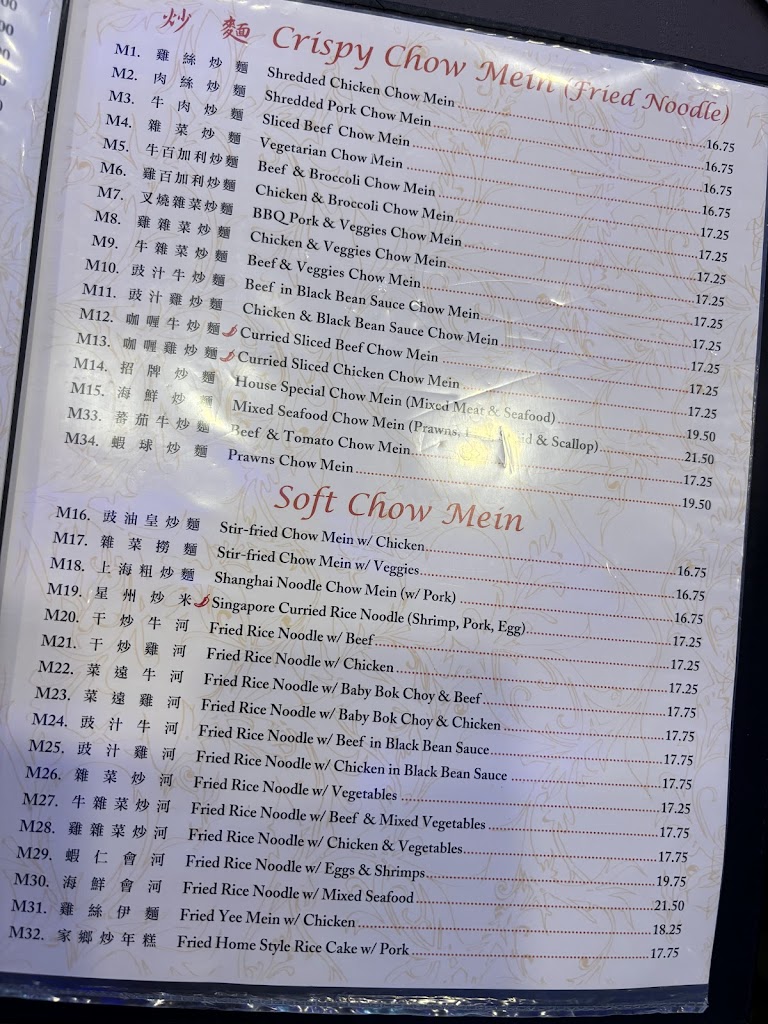 炒麵 Crispy Chow Mein (Fried Noodle)
M1. 雞絲炒麵 Shredded Chicken Chow Mein 16.75
M2. 肉絲炒麵 Shredded Pork Chow Mein 16.75
M3. 牛肉炒麵 Sliced Beef Chow Mein 16.75
M4. 雜菜炒麵 Vegetarian Chow Mein 16.75
M5. 牛百加利炒麵 Beef & Broccoli Chow Mein 17.25
M6. 雞百加利炒麵 Chicken & Broccoli Chow Mein 17.25
M7. 叉燒雜菜炒麵 BBQ Pork & Veggies Chow Mein 17.25
M8. 雞雜菜炒麵 Chicken & Veggies Chow Mein 17.25
M9. 牛雜菜炒麵 Beef & Veggies Chow Mein 17.25
M10. 豉汁牛炒麵 Beef in Black Bean Sauce Chow Mein 17.25
M11. 豉汁雞炒麵 Chicken & Black Bean Sauce Chow Mein 17.25
M12. 咖喱牛炒麵 Curried Sliced Beef Chow Mein 17.25
M13. 咖喱雞炒麵 Curried Sliced Chicken Chow Mein 17.25
M14. 招牌炒麵 House Special Chow Mein (Mixed Meat & Seafood) 19.50
M15. 海鮮炒麵 Mixed Seafood Chow Mein (Prawns, & Scallop) 21.50
M33. 蕃茄牛炒麵 Beef & Tomato Chow Mein 17.25
M34. 蝦球炒麵 Prawns Chow Mein 19.50
Soft Chow Mein
M16. 豉油皇炒麵 Stir-fried Chow Mein w/ Chicken 16.75
M17. 雜菜撈麵 Stir-fried Chow Mein w/ Veggies 16.75
M18. 上海粗炒麵 Shanghai Noodle Chow Mein (w/ Pork) 16.75
M19. 星州炒米 Singapore Curried Rice Noodle (Shrimp, Pork, Egg) 17.25
M20. 干炒牛河 Fried Rice Noodle w/ Beef 17.25
M21. 干炒雞河 Fried Rice Noodle w/ Chicken 17.25
M22. 菜遠牛河 Fried Rice Noodle w/ Baby Bok Choy & Beef 17.75
M23. 菜遠雞河 Fried Rice Noodle w/ Baby Bok Choy & Chicken 17.75
M24. 豉汁牛河 Fried Rice Noodle w/ Beef in Black Bean Sauce 17.75
M25. 豉汁雞河 Fried Rice Noodle w/ Chicken in Black Bean Sauce 17.75
M26. 雜菜炒河 Fried Rice Noodle w/ Vegetables 17.25
M27. 牛雜菜炒河 Fried Rice Noodle w/ Beef & Mixed Vegetables 17.75
M28. 雞雜菜炒河 Fried Rice Noodle w/ Chicken & Vegetables 17.75
M29. 蝦仁會河 Fried Rice Noodle w/ Eggs & Shrimps 19.75
M30. 海鮮會河 Fried Rice Noodle w/ Mixed Seafood 21.50
M31. 雞絲伊麵 Fried Yee Mein w/ Chicken 18.25
M32. 家鄉炒年糕 Fried Home Style Rice Cake w/ Pork 17.75